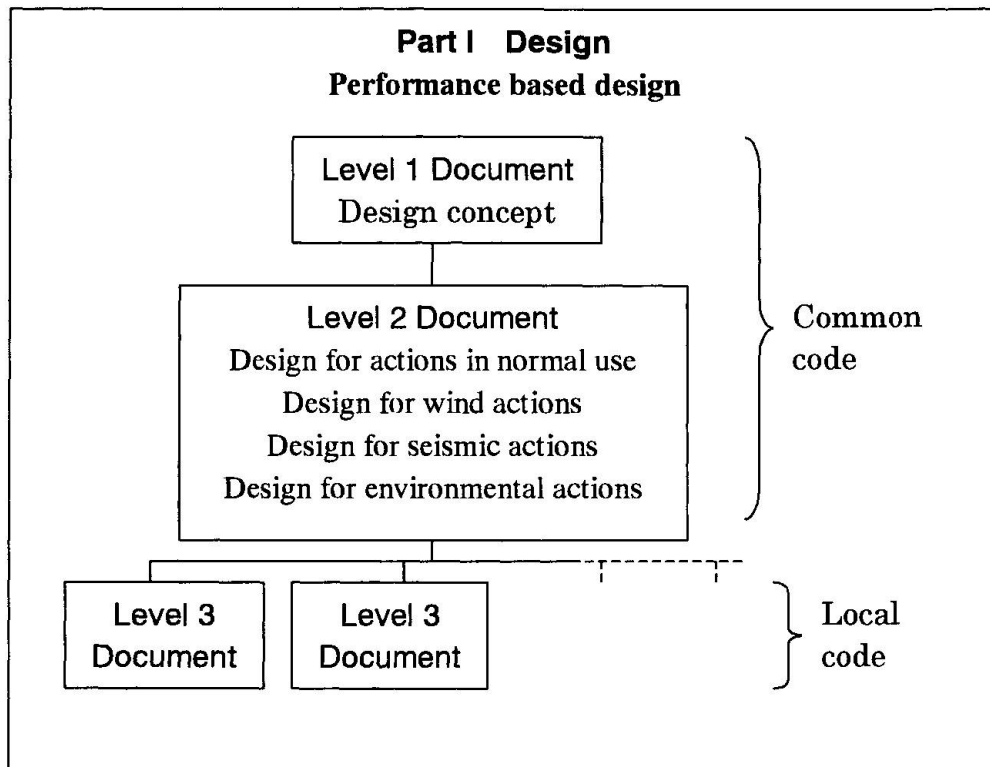 Part I Design
Performance based design
Level 1 Document
Design concept
Level 2 Document
Design for actions in normal use
Design for wind actions
Design for seismic actions
Design for environmental actions
Common
code
Level 3
Document
Level 3
Document
Local
code